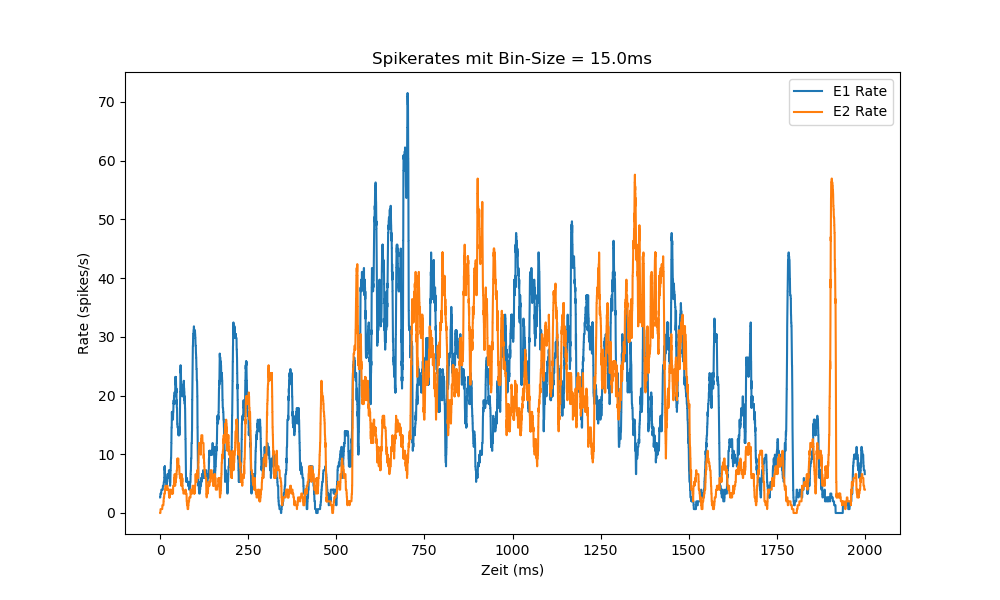 Spikerates mit Bin-Size = 15.0ms
E1 Rate
E2 Rate
70
60
50
40
30
20
10
0
Rate (spikes/s)
0 250 500 750 1000 1250 1500 1750 2000
Zeit (ms)